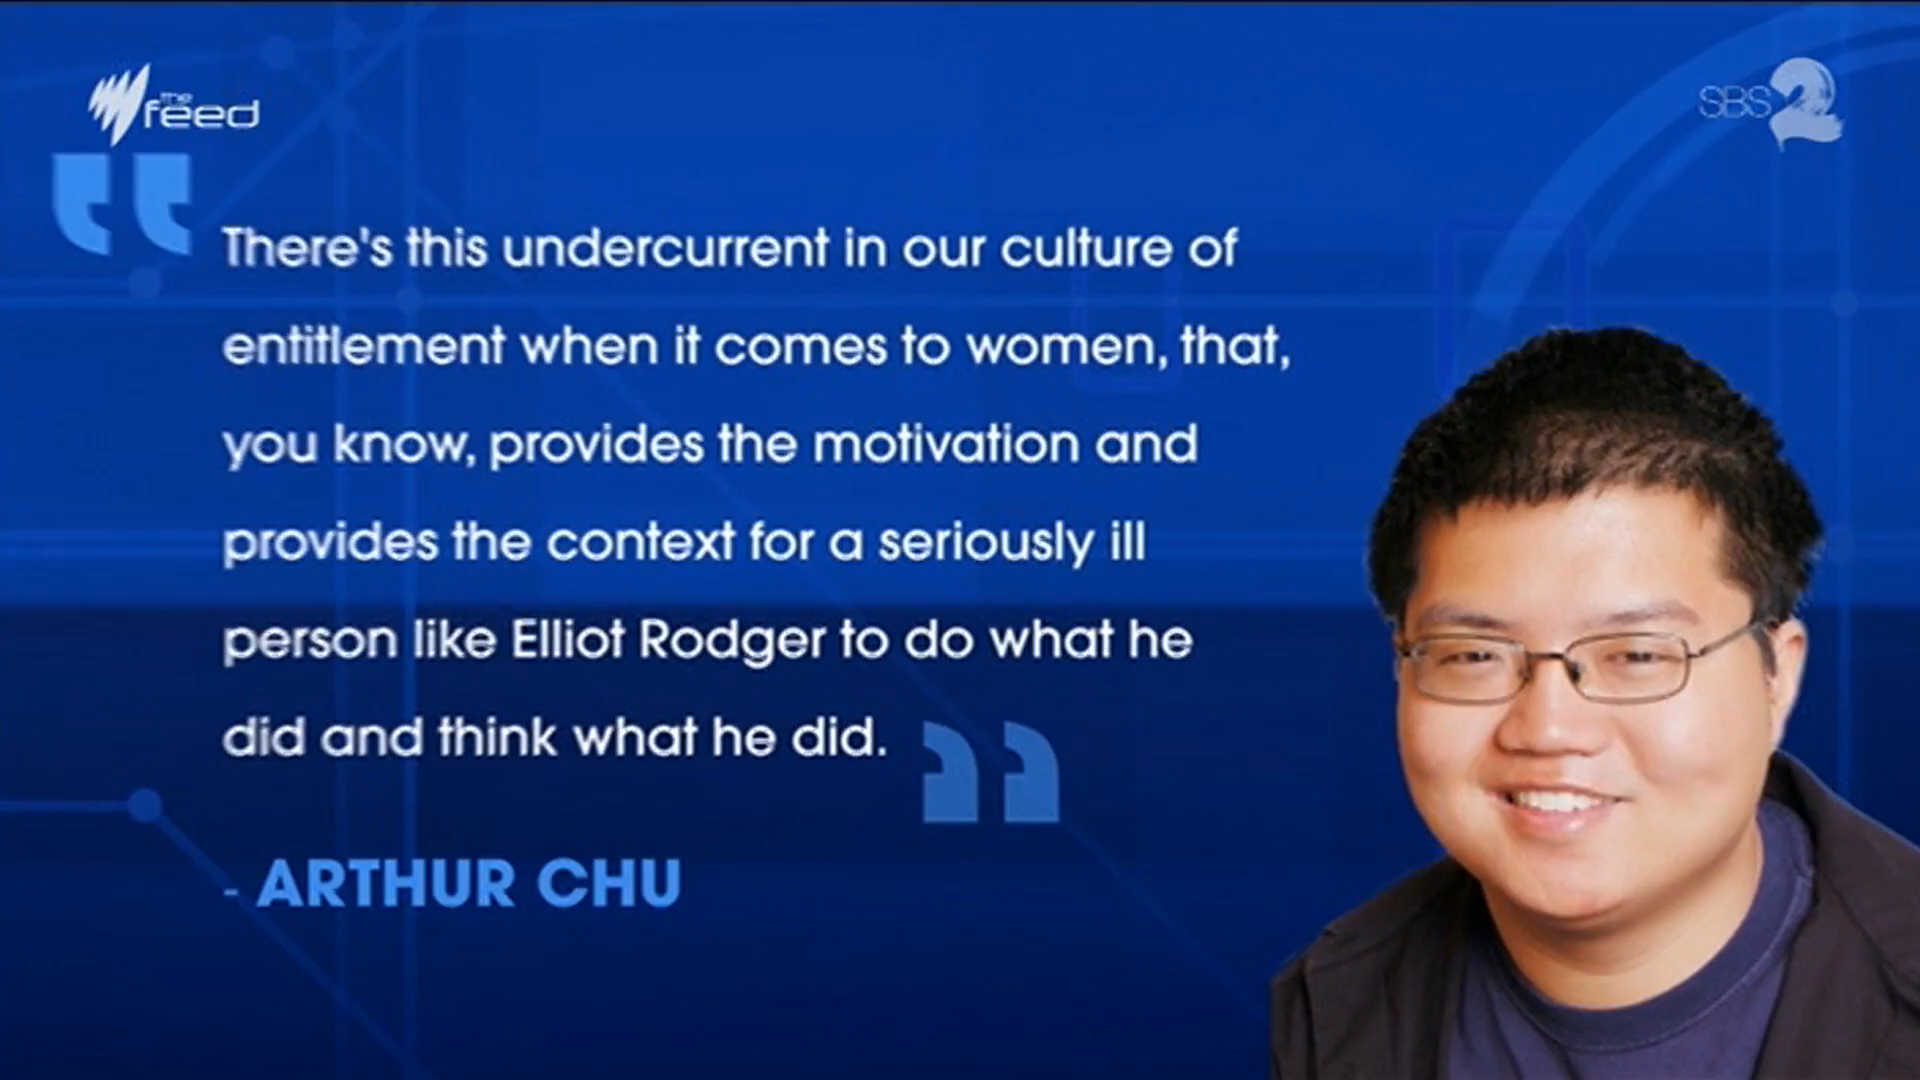 the feed
SBS 2
There's this undercurrent in our culture of
entitlement when it comes to women, that,
you know, provides the motivation and
provides the context for a seriously ill
person like Elliot Rodger to do what he
did and think what he did.
- ARTHUR CHU